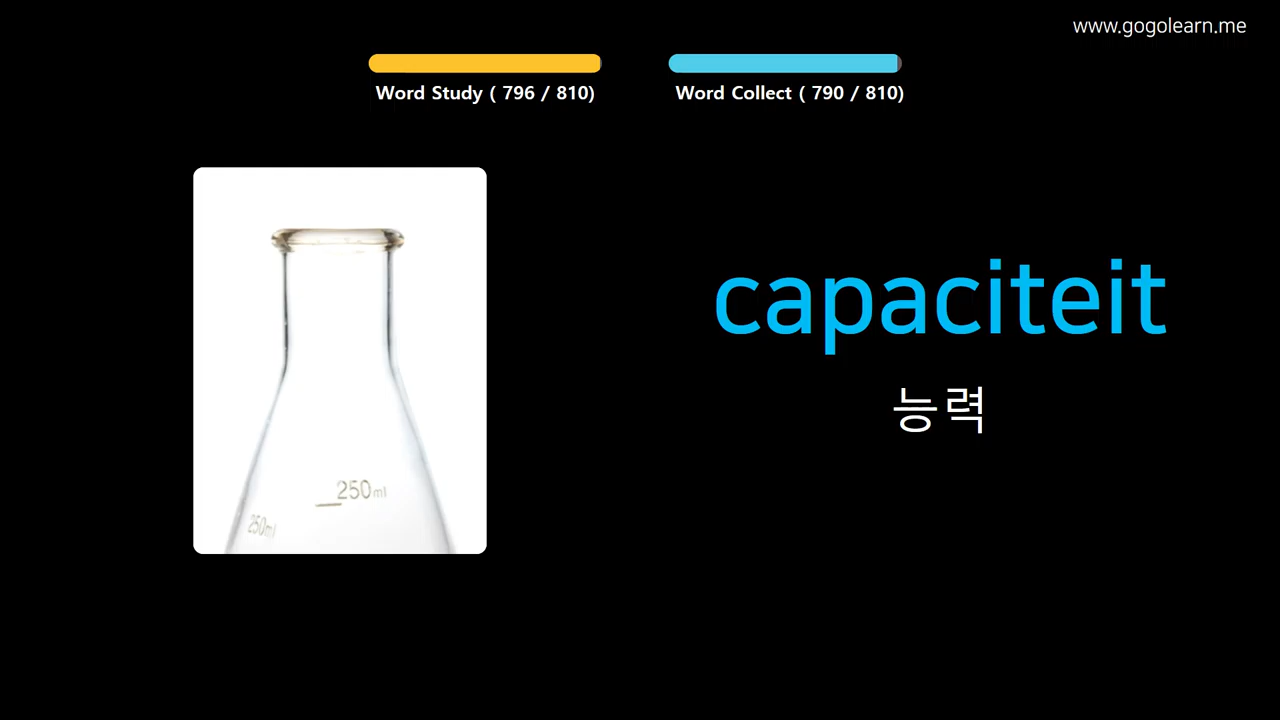 www.gogolearn.me
Word Study ( 796 / 810)
Word Collect ( 790 / 810)
capaciteit
능력
250ml
250ml